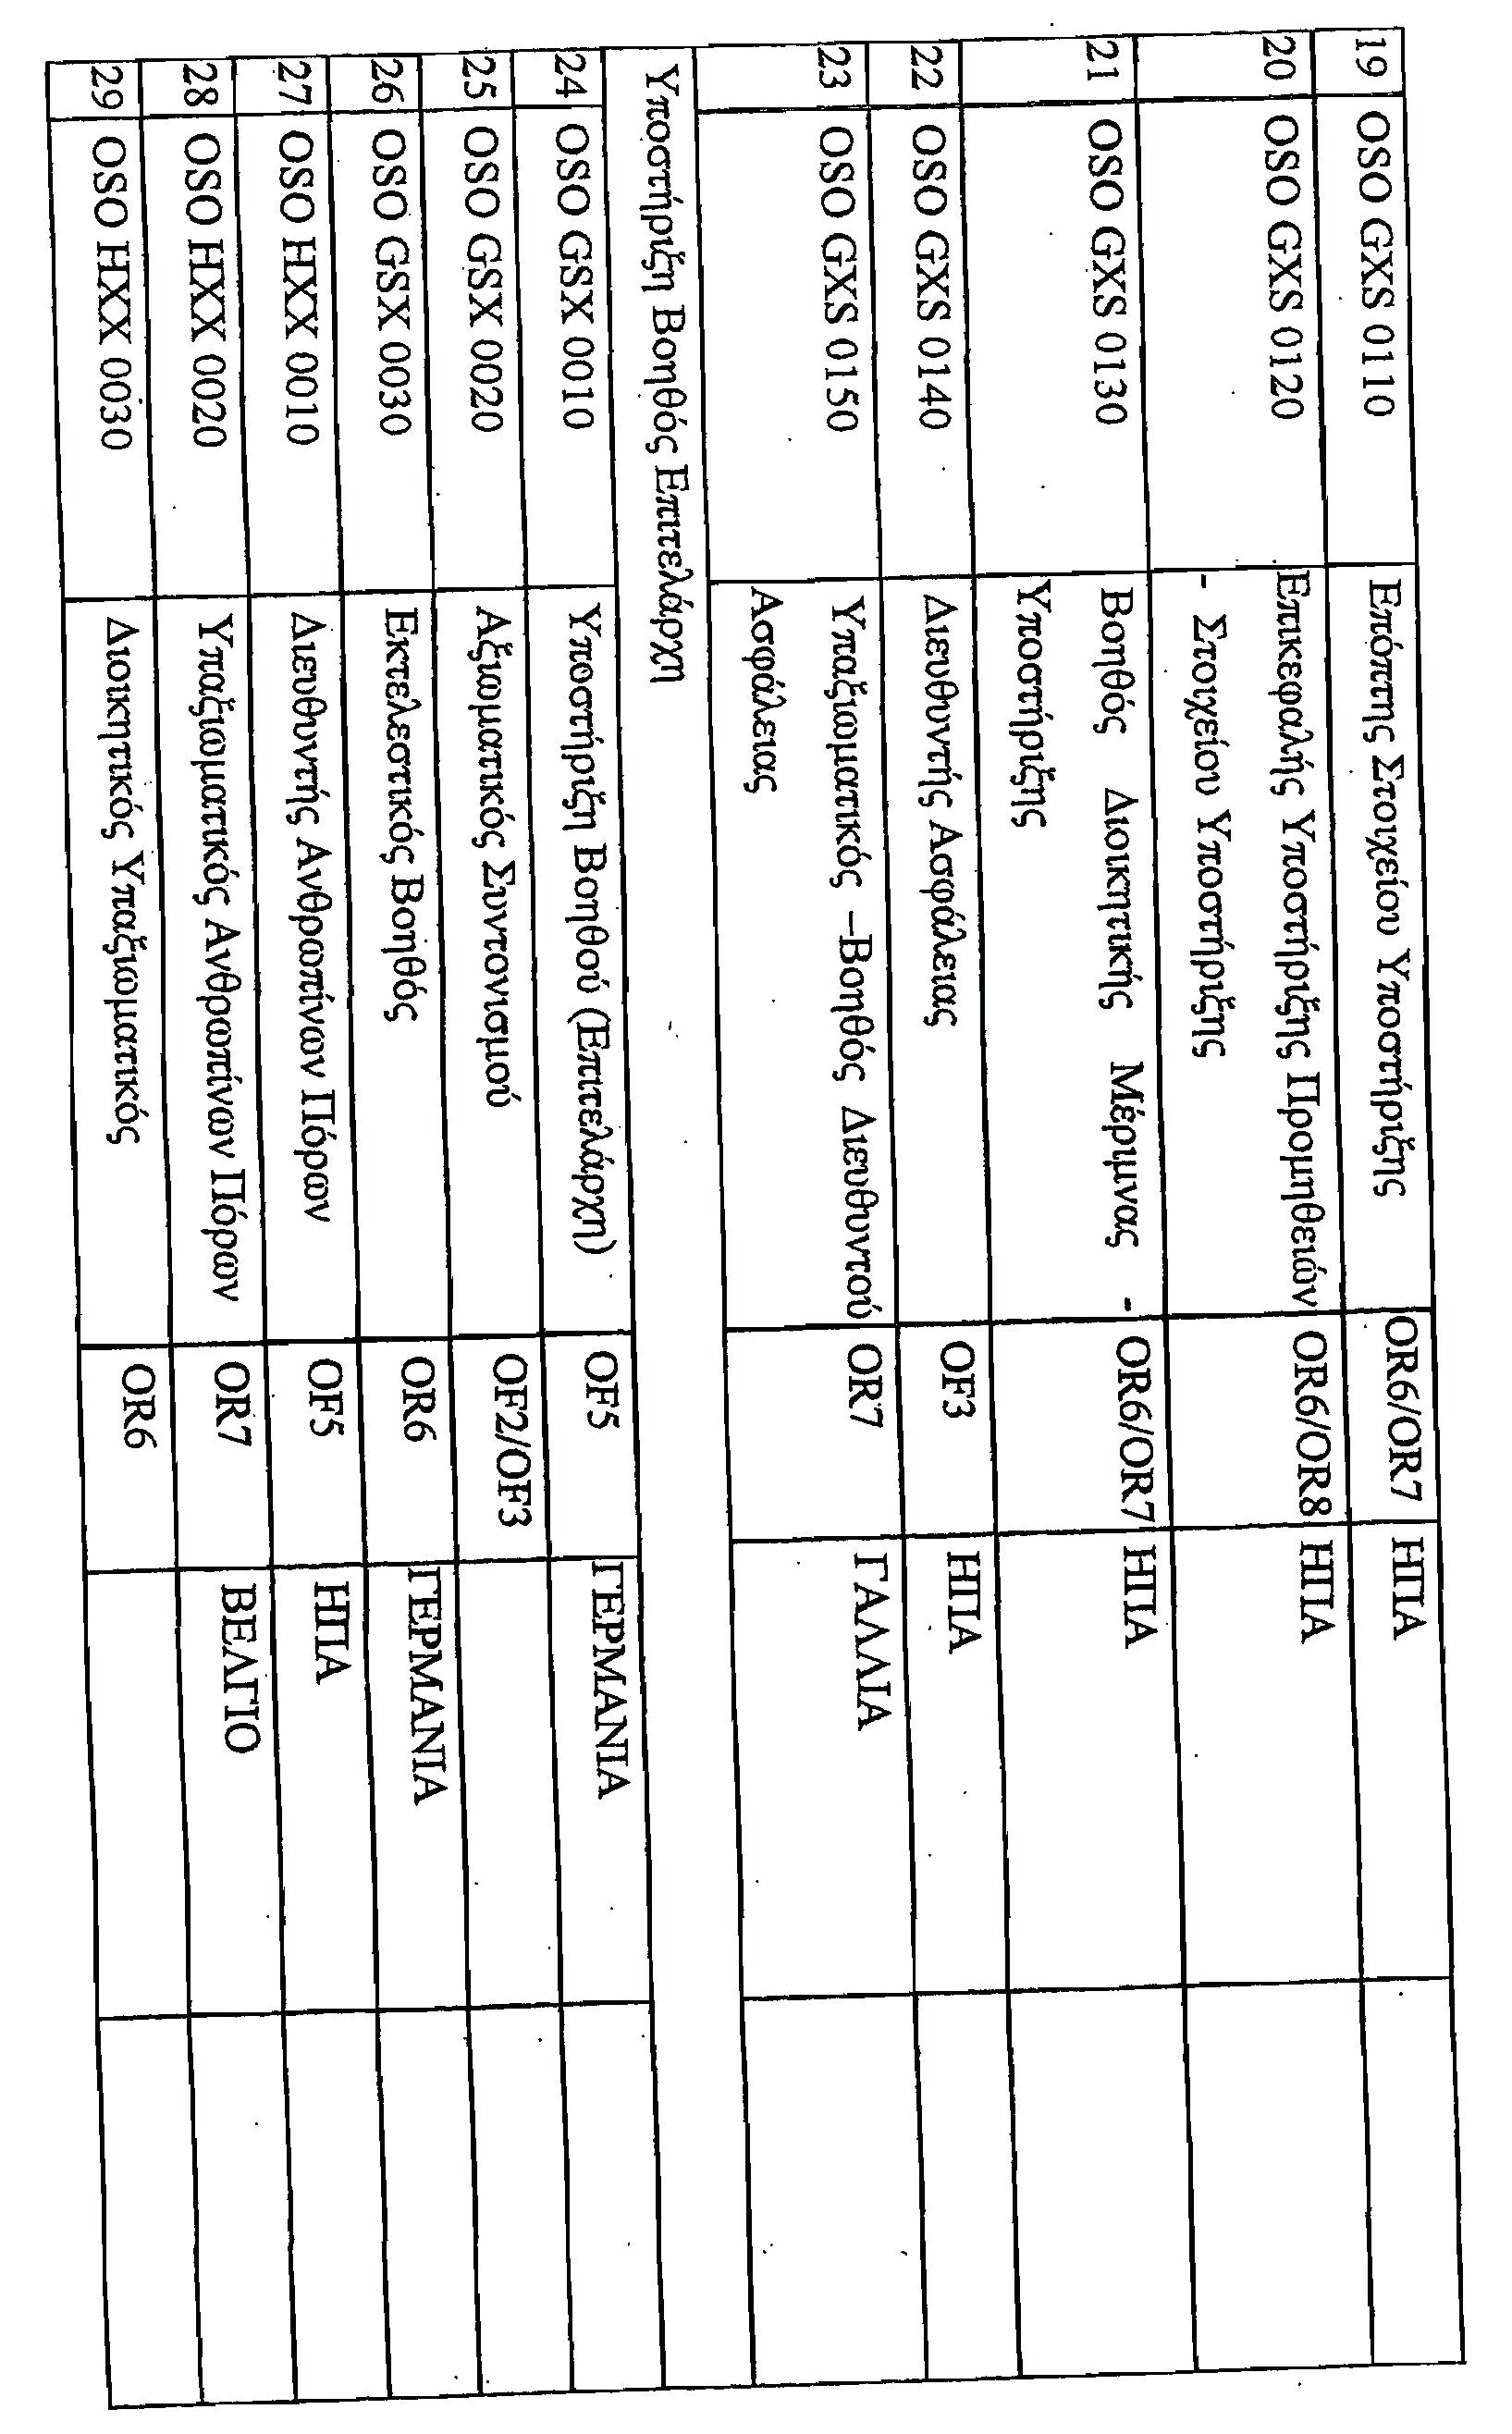 19 OSO GXS 0110 Επόπτης Στοιχείου Υποστήριξης OR6/OR7 ΗΠΑ
20 OSO GXS 0120 Επικεφαλής Υποστήριξης Προμηθειών OR6/OR8 ΗΠΑ
- Στοιχείου Υποστήριξης
21 OSO GXS 0130 Βοηθός Διοικητικής Μέριμνας - OR6/OR7 ΗΠΑ
Υποστήριξης
22 OSO GXS 0140 Διευθυντής Ασφάλειας OF3 ΗΠΑ
23 OSO GXS 0150 Υπαξιωματικός –Βοηθός Διευθυντού OR7 ΓΑΛΛΙΑ
Ασφάλειας
Υποστήριξη Βοηθός Επιτελάρχη
24 OSO GSX 0010 Υποστήριξη Βοηθού (Επιτελάρχη) OF5 ΓΕΡΜΑΝΙΑ
25 OSO GSX 0020 Αξιωματικός Συντονισμού OF2/OF3
26 OSO GSX 0030 Εκτελεστικός Βοηθός OR6 ΓΕΡΜΑΝΙΑ
27 OSO HXX 0010 Διευθυντής Ανθρωπίνων Πόρων OF5 ΗΠΑ
28 OSO HXX 0020 Υπαξιωματικός Ανθρωπίνων Πόρων OR7 ΒΕΛΓΙΟ
29 OSO HXX 0030 Διοικητικός Υπαξιωματικός OR6